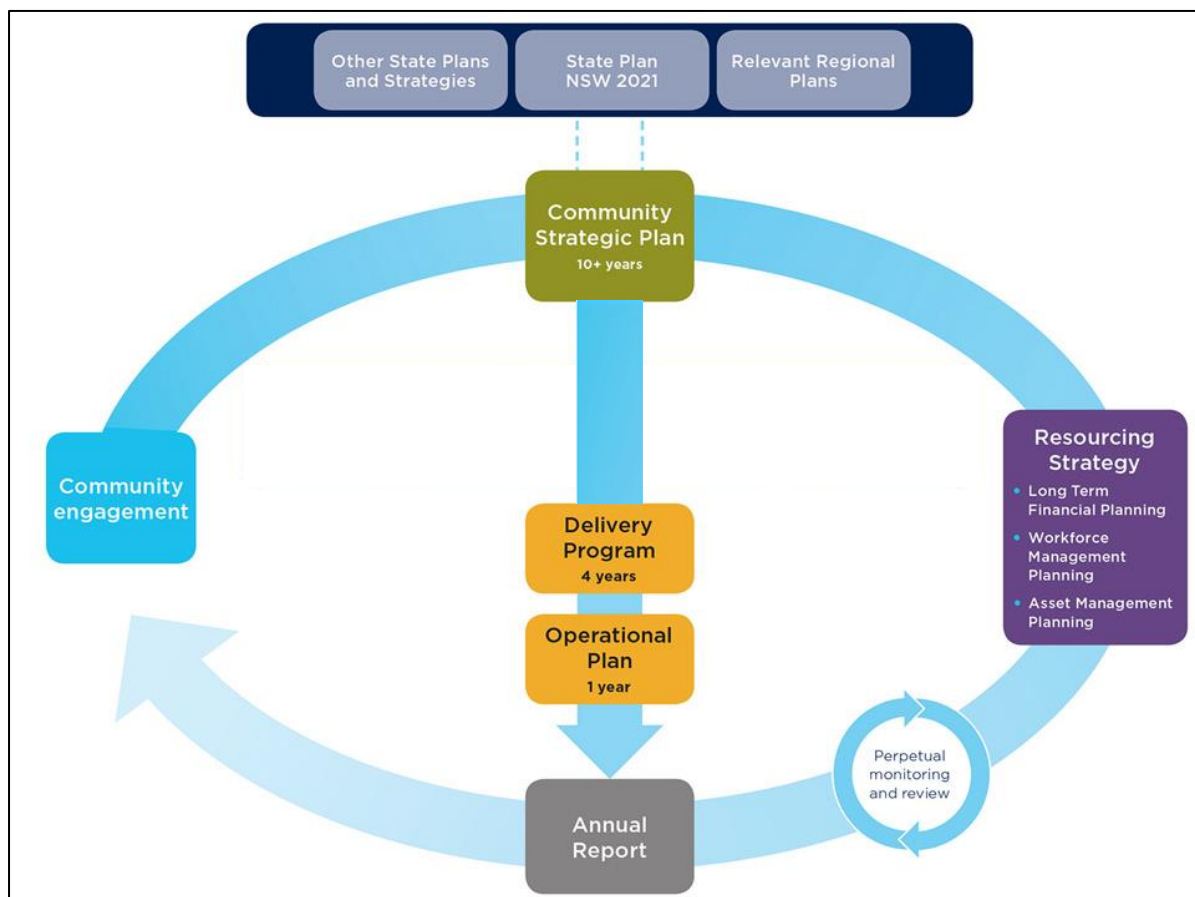 Other State Plans
and Strategies
State Plan
NSW 2021
Relevant Regional
Plans
Community
Strategic Plan
10+ years
Community
engagement
Resourcing
Strategy
• Long Term
Financial Planning
• Workforce
Management
Planning
• Asset Management
Planning
Delivery
Program
4 years
Operational
Plan
1 year
Perpetual
monitoring
and review
Annual
Report